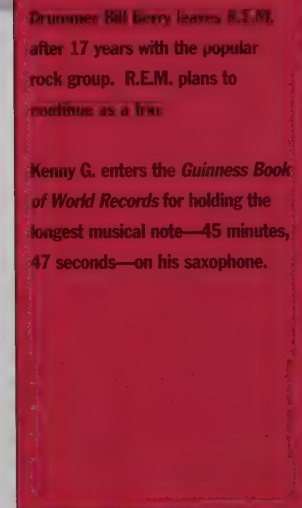 Drummer Bill Berry leaves R.E.M.
after 17 years with the popular
rock group. R.E.M. plans to
continue as a trio.
Kenny G. enters the Guinness Book
of World Records for holding the
longest musical note—45 minutes,
47 seconds—on his saxophone.